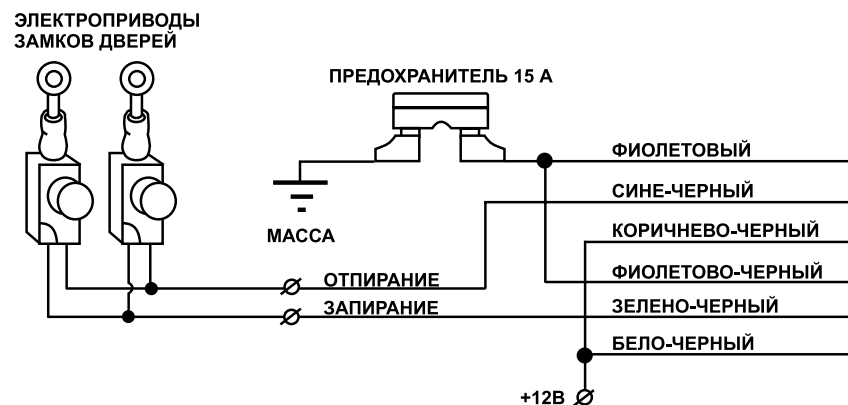 ЭЛЕКТРОПРИВОДЫ
ЗАМКОВ ДВЕРЕЙ
ПРЕДОХРАНИТЕЛЬ 15 А
МАССА
ФИОЛЕТОВЫЙ
СИНЕ-ЧЕРНЫЙ
КОРИЧНЕВО-ЧЕРНЫЙ
ОТПИРАНИЕ
ФИОЛЕТОВО-ЧЕРНЫЙ
ЗАПИРАНИЕ
ЗЕЛЕНО-ЧЕРНЫЙ
БЕЛО-ЧЕРНЫЙ
+12В